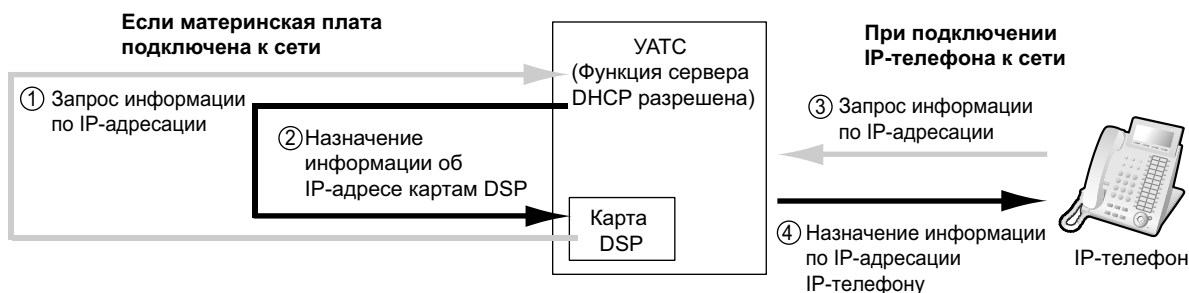 Если материнская плата
подключена к сети
УАТС
(Функция сервера
DHCP разрешена)
При подключении
IP-телефона к сети
1 Запрос информации
по IP-адресации
2 Назначение
информации об
IP-адресе картам DSP
Карта
DSP
3 Запрос информации
по IP-адресации
4 Назначение информации
по IP-адресации
IP-телефону
IP-телефон